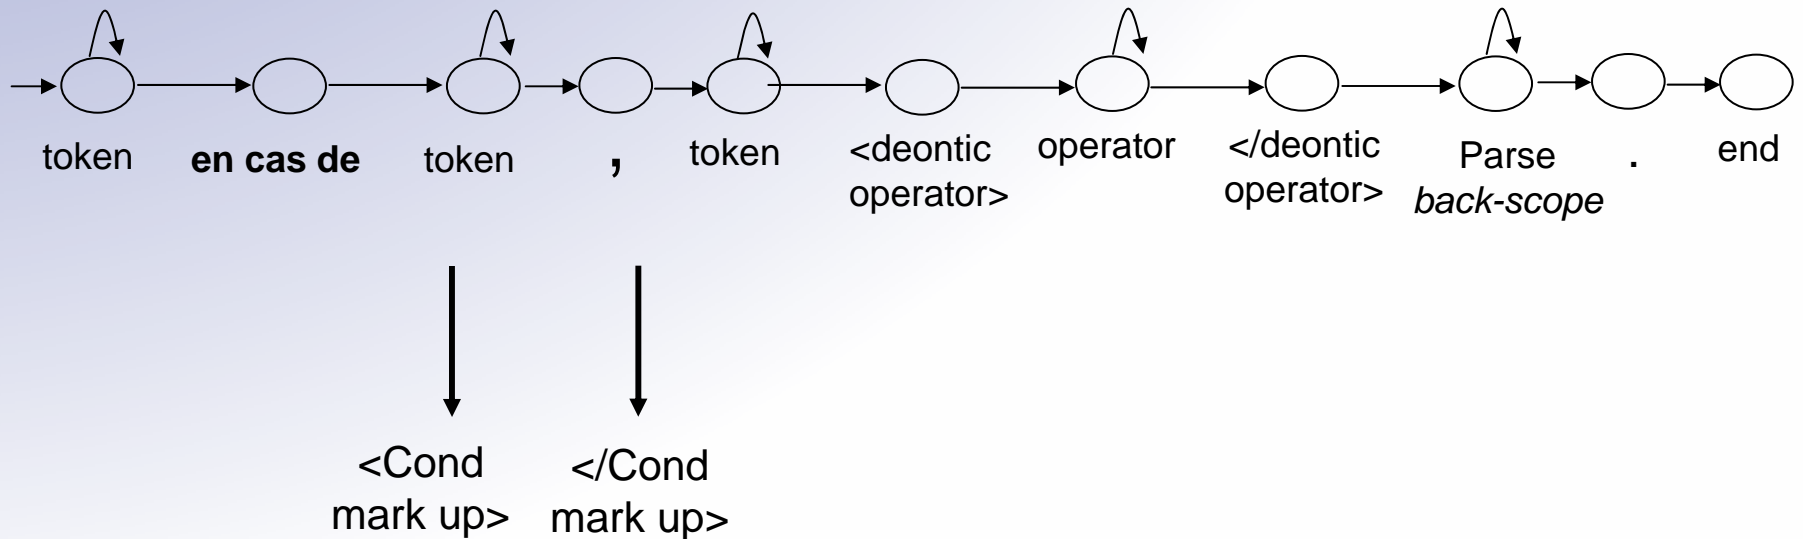 token
en cas de
token
,
token
<deontic
operator>
operator
</deontic
operator>
Parse
back-scope
.
end
<Cond
mark up>
</Cond
mark up>